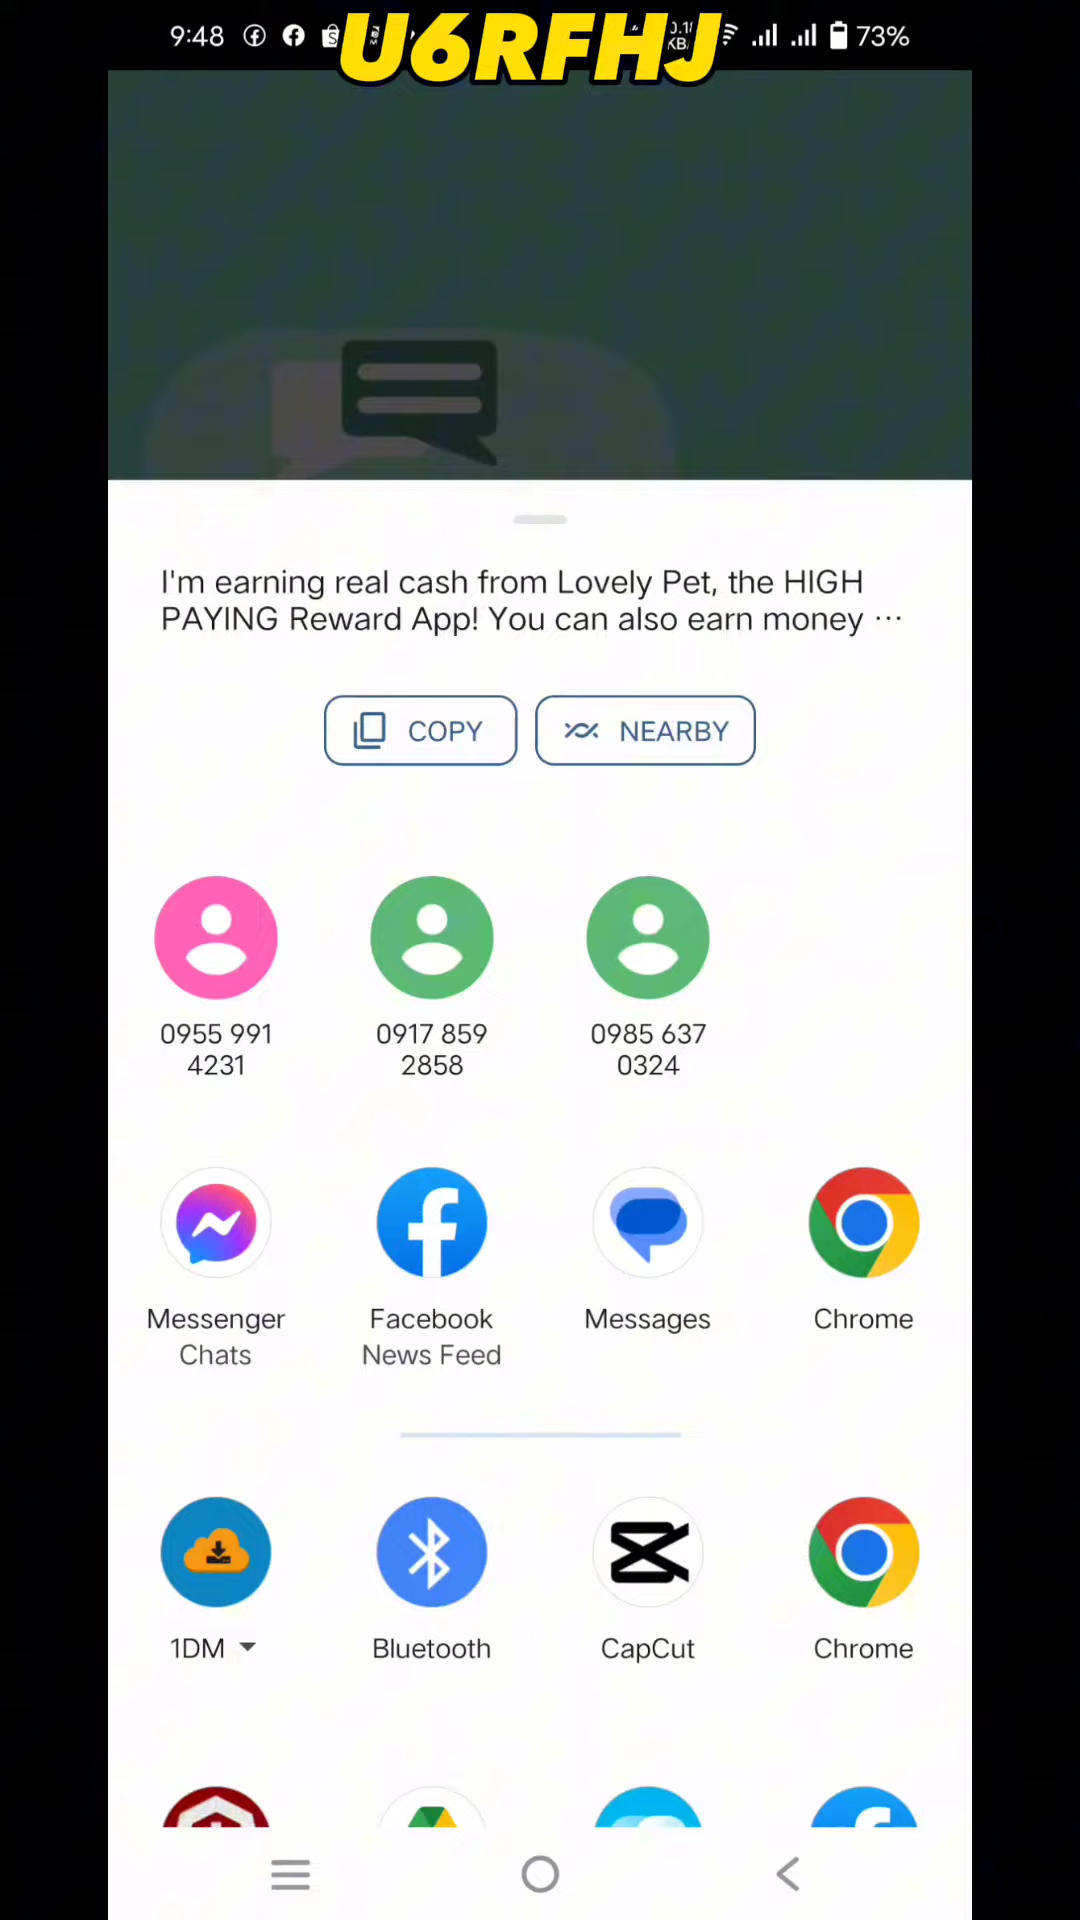 9:48
73%
U6RFHJ
I'm earning real cash from Lovely Pet, the HIGH
PAYING Reward App! You can also earn money ...
COPY
NEARBY
0955 991
4231
0917 859
2858
0985 637
0324
Messenger
Chats
Facebook
News Feed
Messages
Chrome
1DM
Bluetooth
CapCut
Chrome